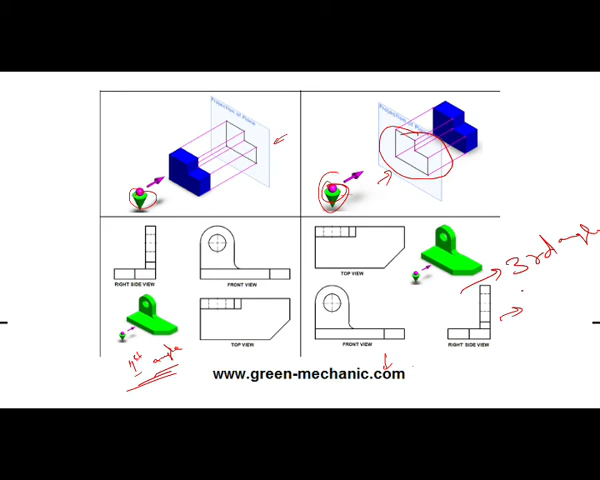 Projection of Plane
Projection of Plane
RIGHT SIDE VIEW
FRONT VIEW
TOP VIEW
TOP VIEW
FRONT VIEW
RIGHT SIDE VIEW
1st angle
3rd angle
www.green-mechanic.com